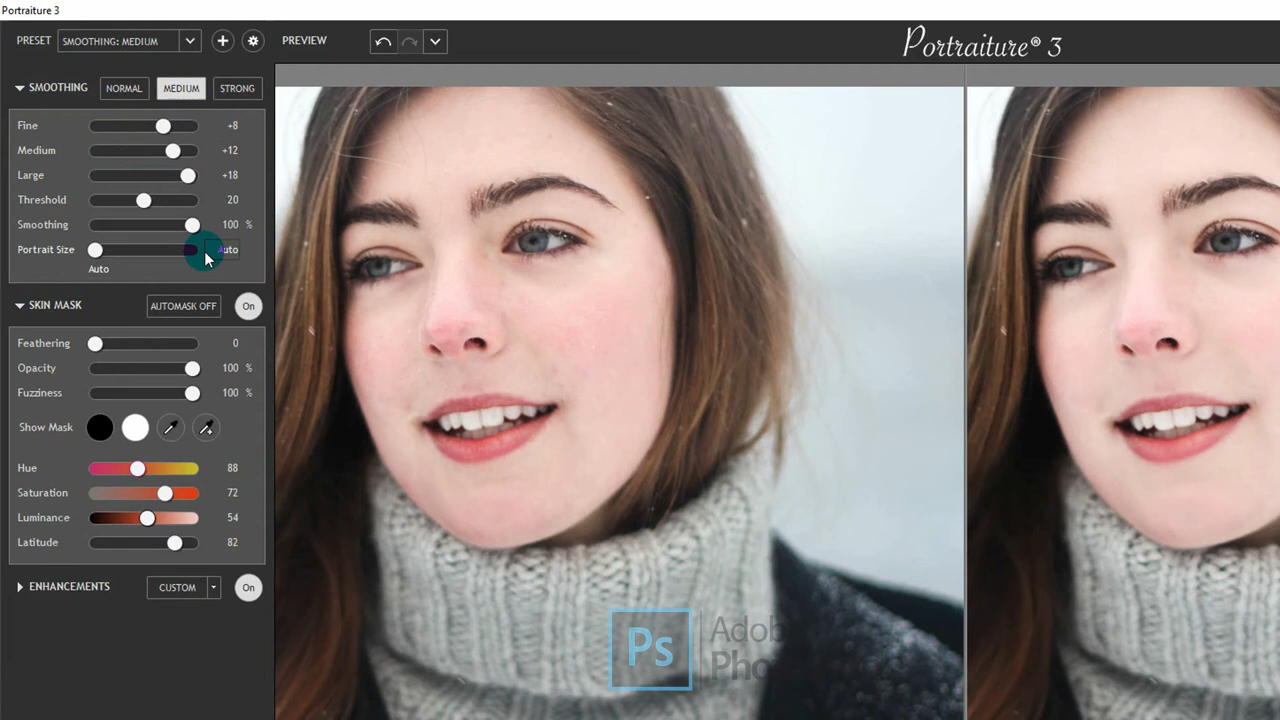 Portraiture 3
PRESET SMOOTHING: MEDIUM PREVIEW Portraiture® 3
SMOOTHING NORMAL MEDIUM STRONG
Fine +8
Medium +12
Large +18
Threshold 20
Smoothing 100 %
Portrait Size Auto
Auto
SKIN MASK AUTOMASK OFF On
Feathering 0
Opacity 100 %
Fuzziness 100 %
Show Mask
Hue 88
Saturation 72
Luminance 54
Latitude 82
ENHANCEMENTS CUSTOM On
Ps